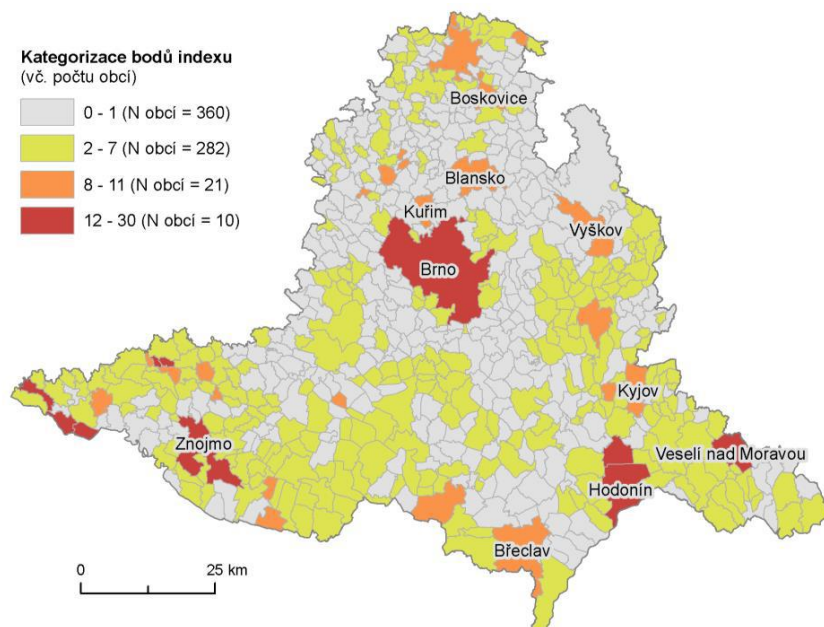 Kategorizace bodů indexu
(vč. počtu obcí)
0 - 1 (N obcí = 360)
2 - 7 (N obcí = 282)
8 - 11 (N obcí = 21)
12 - 30 (N obcí = 10)
Boskovice
Blansko
Kuřim
Vyškov
Brno
Kyjov
Znojmo
Veselí nad Moravou
Hodonín
Břeclav
0 25 km